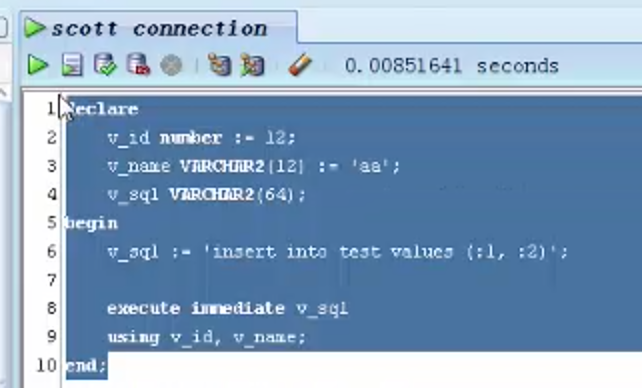 scott connection
0.00851641 seconds
1 declare
2 v_id number := 12;
3 v_name VARCHAR2(12) := 'aa';
4 v_sql VARCHAR2(64);
5 begin
6 v_sql := 'insert into test values (:1, :2)';
7
8 execute immediate v_sql
9 using v_id, v_name;
10 end;